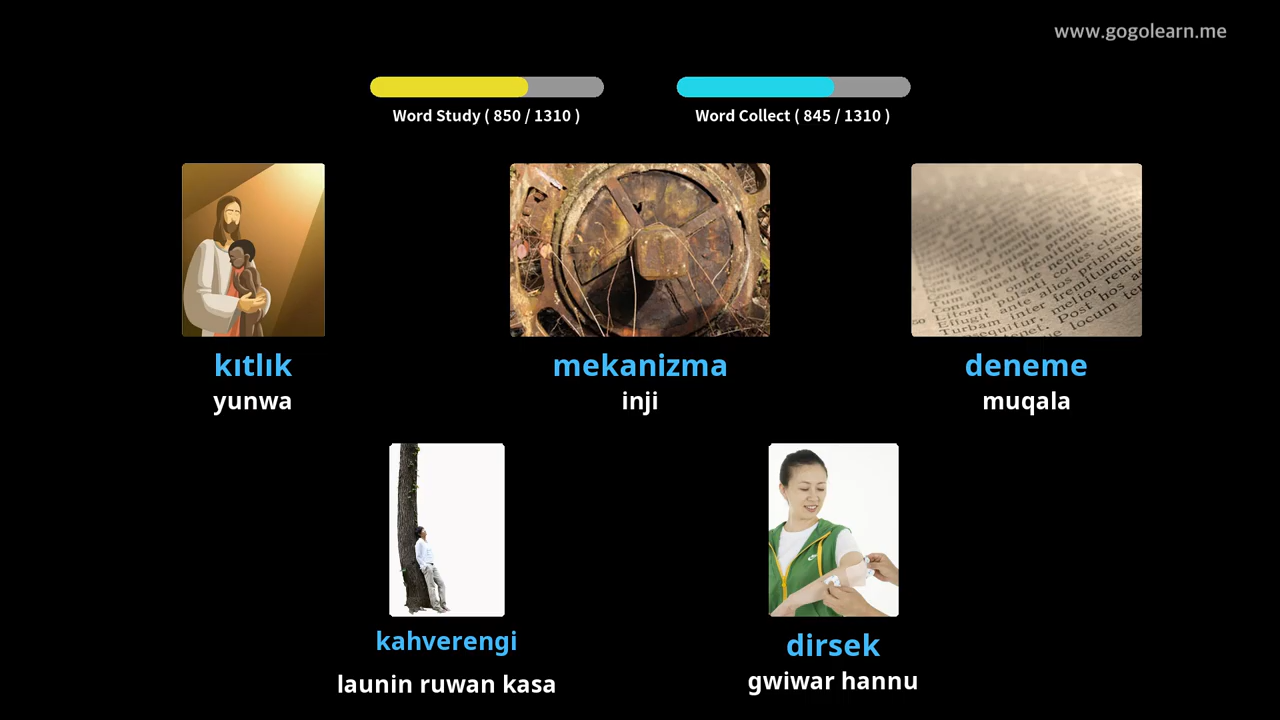 www.gogolearn.me
Word Study ( 850 / 1310 )
Word Collect ( 845 / 1310 )
kıtlık
yunwa
mekanizma
inji
deneme
muqala
kahverengi
launin ruwan kasa
dirsek
gwiwar hannu